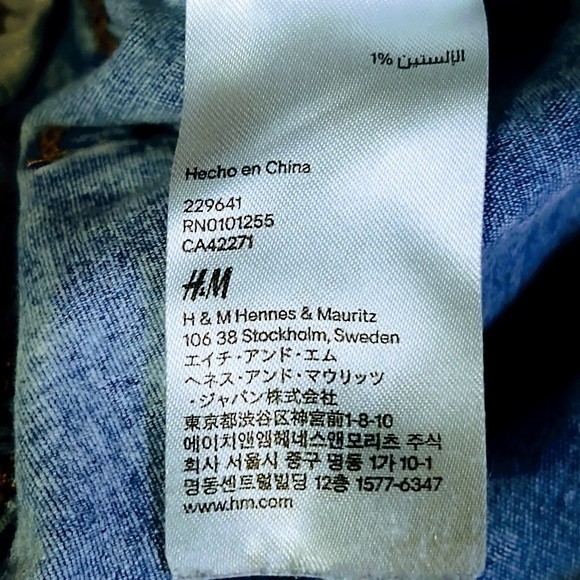 الإلستين 1%
Hecho en China
229641
RN0101255
CA42271
H&M
H & M Hennes & Mauritz
106 38 Stockholm, Sweden
エイチ・アンド・エム
ヘネス・アンド・マウリッツ
・ジャパン株式会社
東京都渋谷区神宮前1-8-10
에이치앤엠헤네스앤모리츠 주식
회사 서울시 중구 명동 1가 10-1
명동센트럴빌딩 12층 1577-6347
www.hm.com